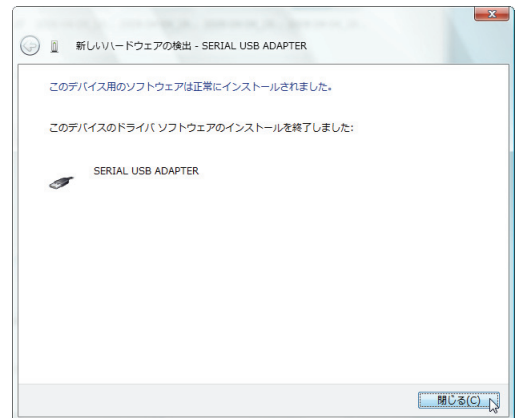 新しいハードウェアの検出 - SERIAL USB ADAPTER
このデバイス用のソフトウェアは正常にインストールされました。
このデバイスのドライバ ソフトウェアのインストールを終了しました:
SERIAL USB ADAPTER
閉じる(C)